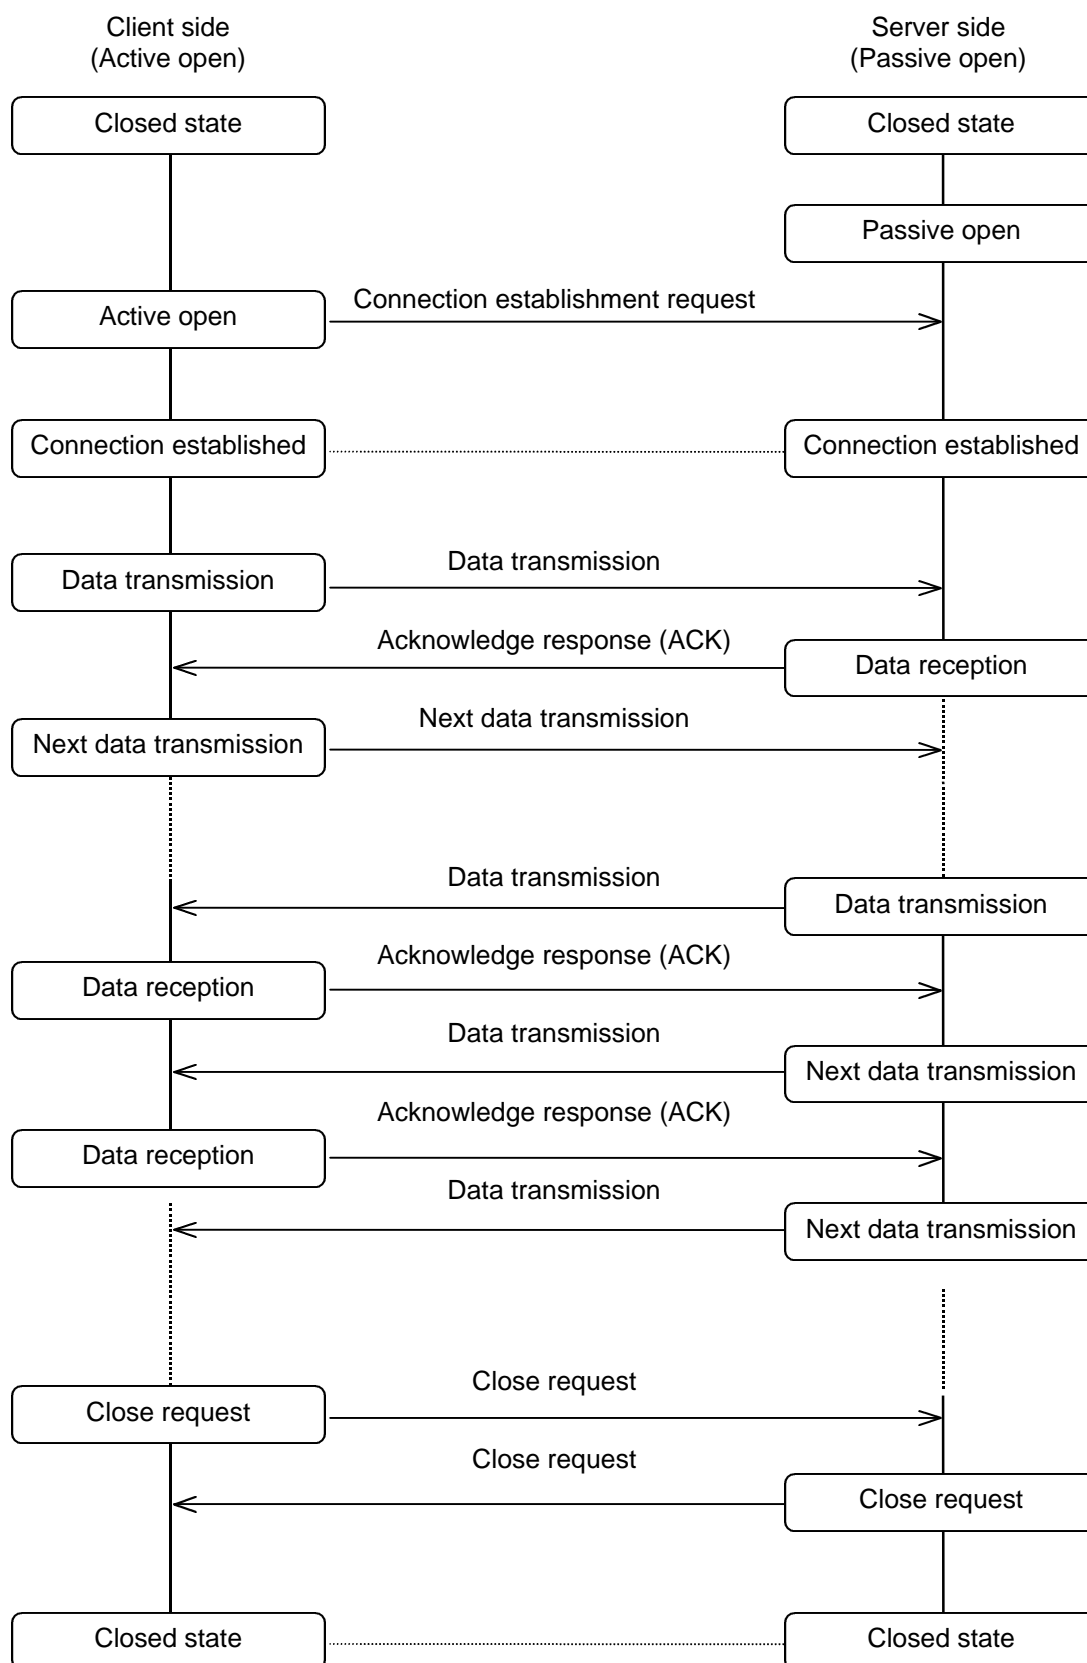 Client side
(Active open)
Server side
(Passive open)
Closed state
Closed state
Passive open
Active open
Connection establishment request
Connection established
Connection established
Data transmission
Data transmission
Acknowledge response (ACK)
Data reception
Next data transmission
Next data transmission
Data transmission
Data transmission
Acknowledge response (ACK)
Data reception
Data transmission
Next data transmission
Acknowledge response (ACK)
Data reception
Data transmission
Next data transmission
Close request
Close request
Close request
Close request
Closed state
Closed state